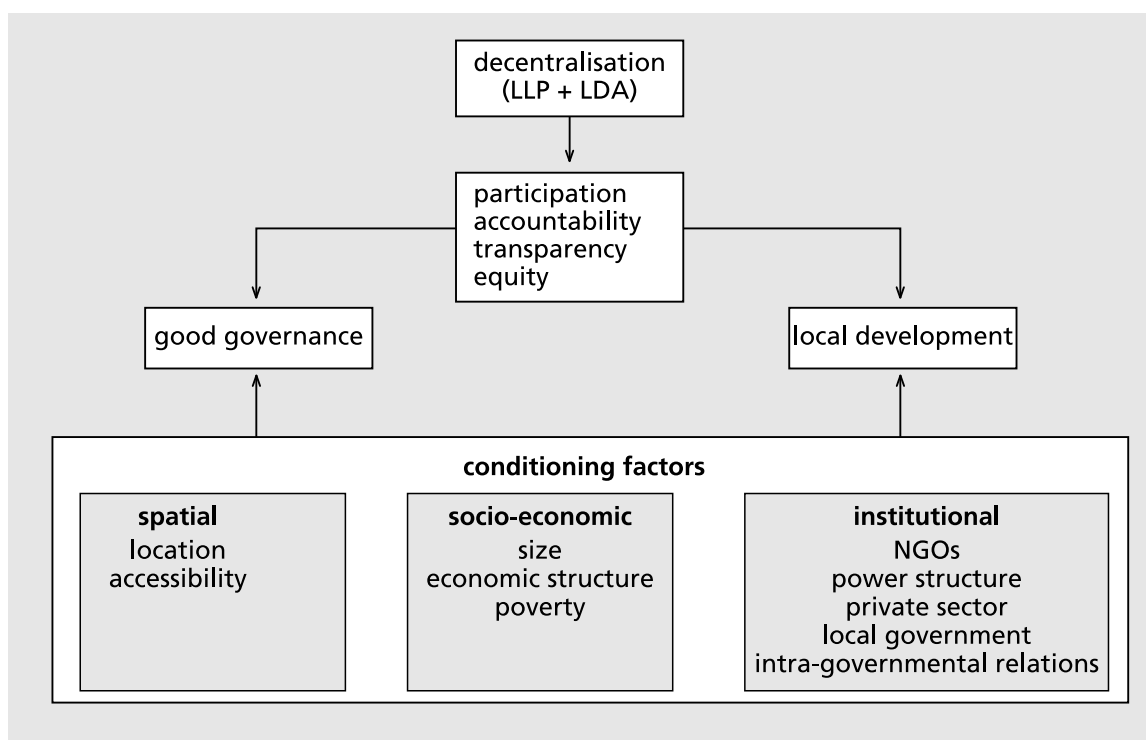 decentralisation
(LLP + LDA)
participation
accountability
transparency
equity
good governance
local development
conditioning factors
spatial
location
accessibility
socio-economic
size
economic structure
poverty
institutional
NGOs
power structure
private sector
local government
intra-governmental relations